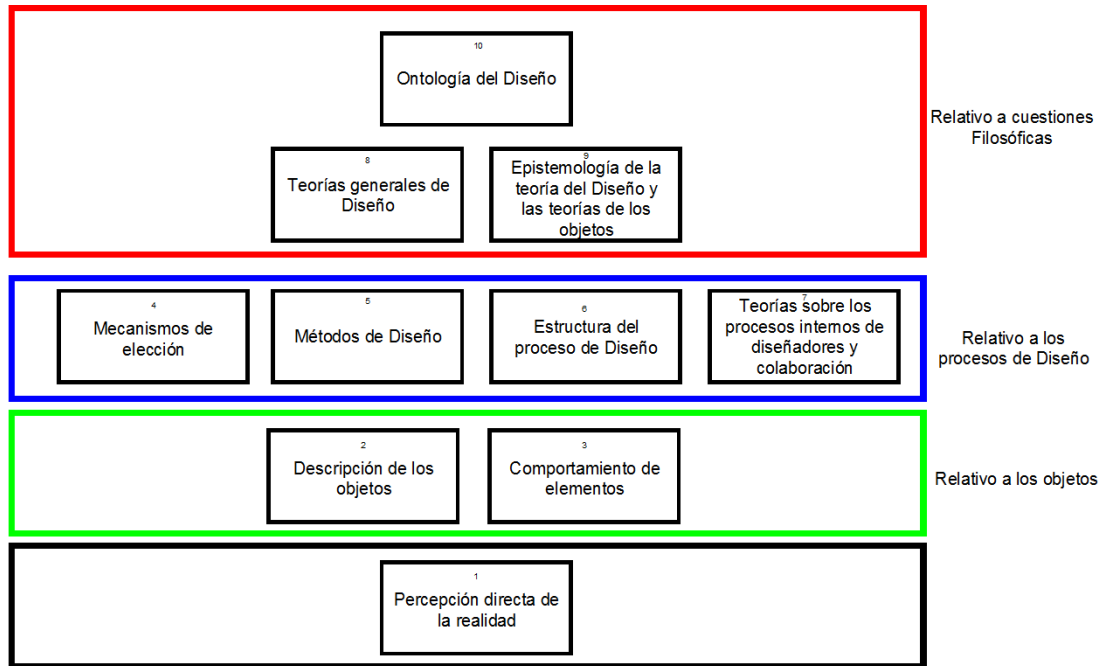 10
Ontología del Diseño
Relativo a cuestiones
Filosóficas
8
Teorías generales de
Diseño
9
Epistemología de la
teoría del Diseño y
las teorías de los
objetos
4
Mecanismos de
elección
5
Métodos de Diseño
6
Estructura del
proceso de Diseño
7
Teorías sobre los
procesos internos de
diseñadores y
colaboración
Relativo a los
procesos de Diseño
2
Descripción de los
objetos
3
Comportamiento de
elementos
Relativo a los objetos
1
Percepción directa de
la realidad